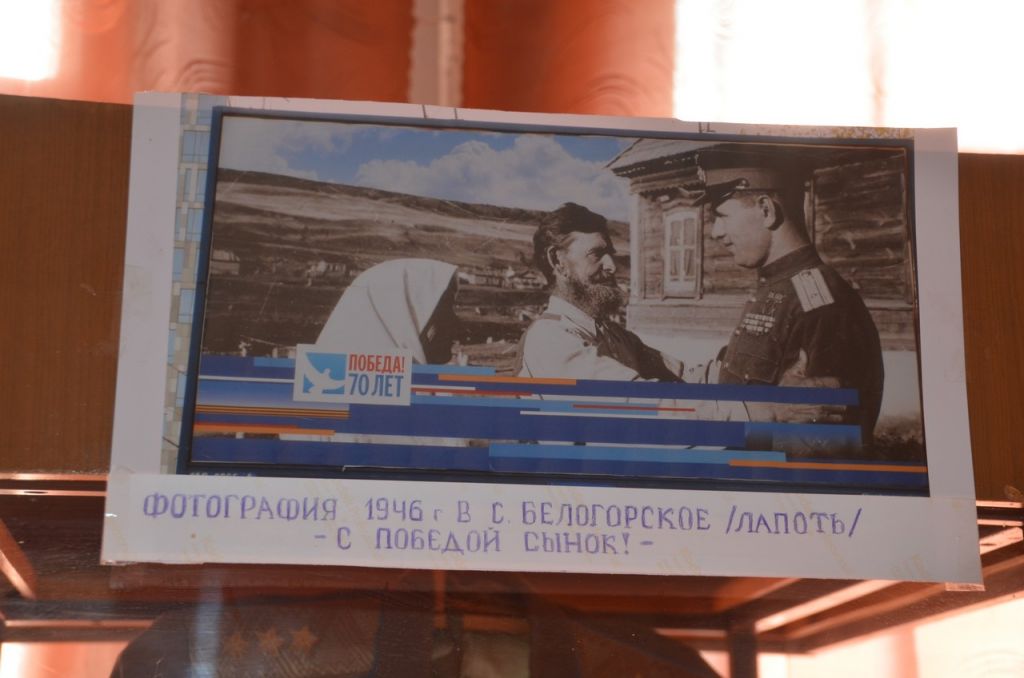 ПОБЕДА!
70 ЛЕТ
ФОТОГРАФИЯ 1946 г В С. БЕЛОГОРСКОЕ /ЛАПОТЬ/
- С ПОБЕДОЙ СЫНОК! -